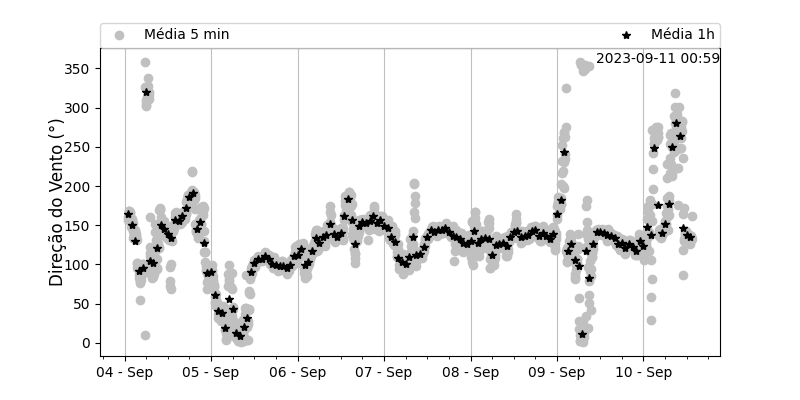 Média 5 min
Média 1h
2023-09-11 00:59
Direção do Vento (°)
350
300
250
200
150
100
50
0
04 - Sep
05 - Sep
06 - Sep
07 - Sep
08 - Sep
09 - Sep
10 - Sep